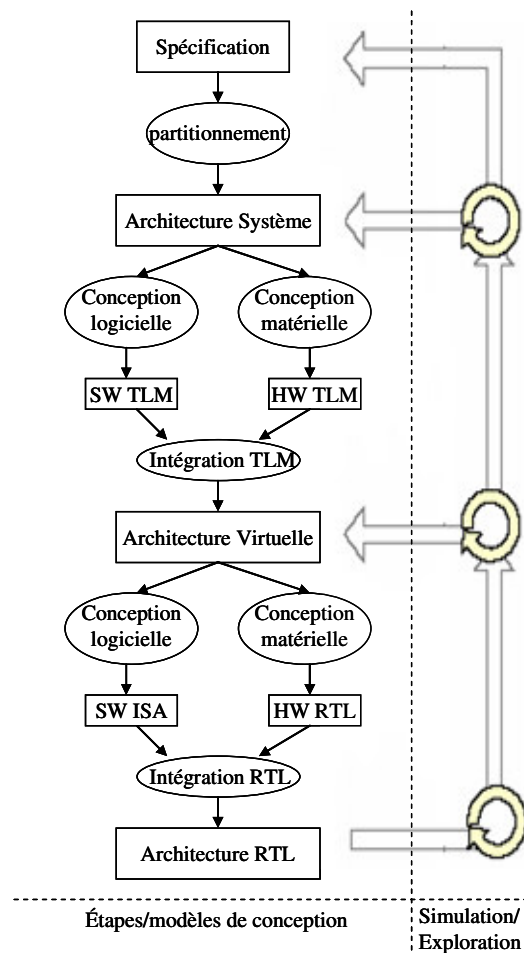 Spécification
partitionnement
Architecture Système
Conception
logicielle
Conception
matérielle
SW TLM
HW TLM
Intégration TLM
Architecture Virtuelle
Conception
logicielle
Conception
matérielle
SW ISA
HW RTL
Intégration RTL
Architecture RTL
Étapes/modèles de conception
Simulation/
Exploration